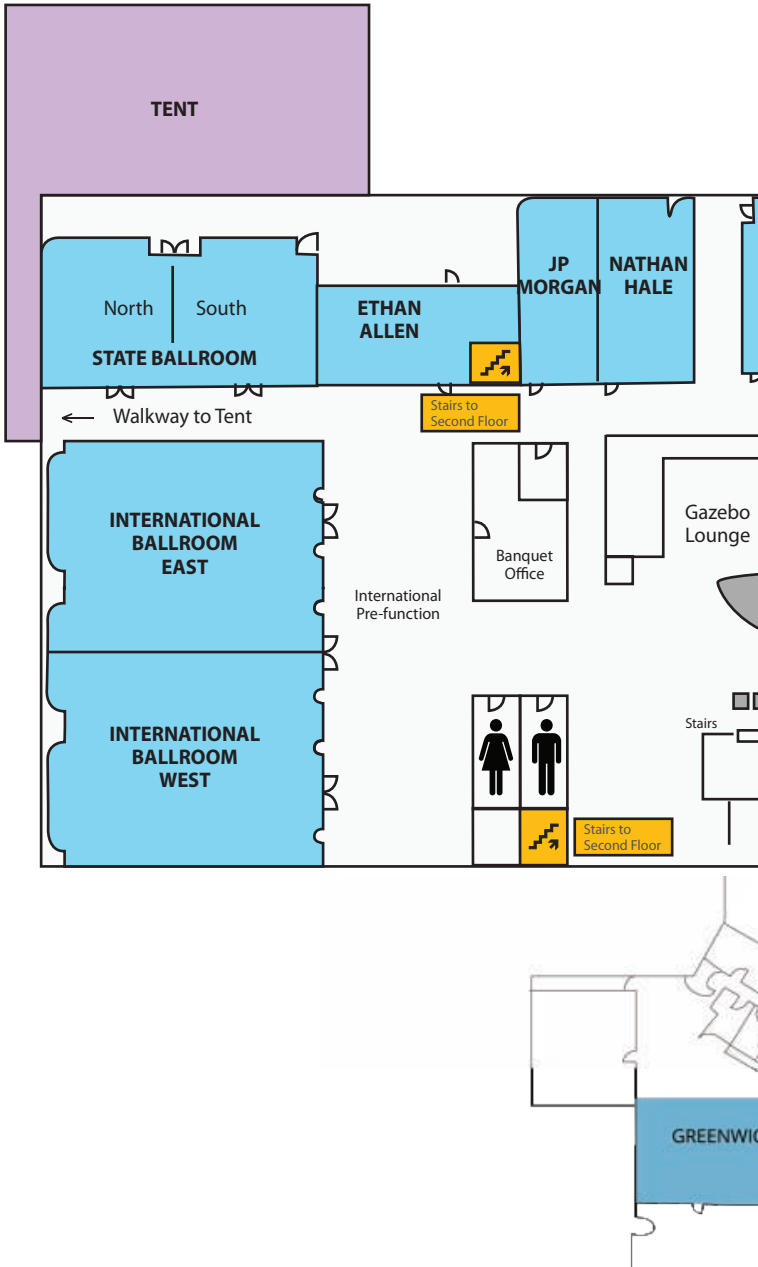 TENT
JP
MORGAN
NATHAN
HALE
North
South
STATE BALLROOM
ETHAN
ALLEN
Stairs to
Second Floor
Walkway to Tent
INTERNATIONAL
BALLROOM
EAST
Gazebo
Lounge
Banquet
Office
International
Pre-function
INTERNATIONAL
BALLROOM
WEST
Stairs
Stairs to
Second Floor